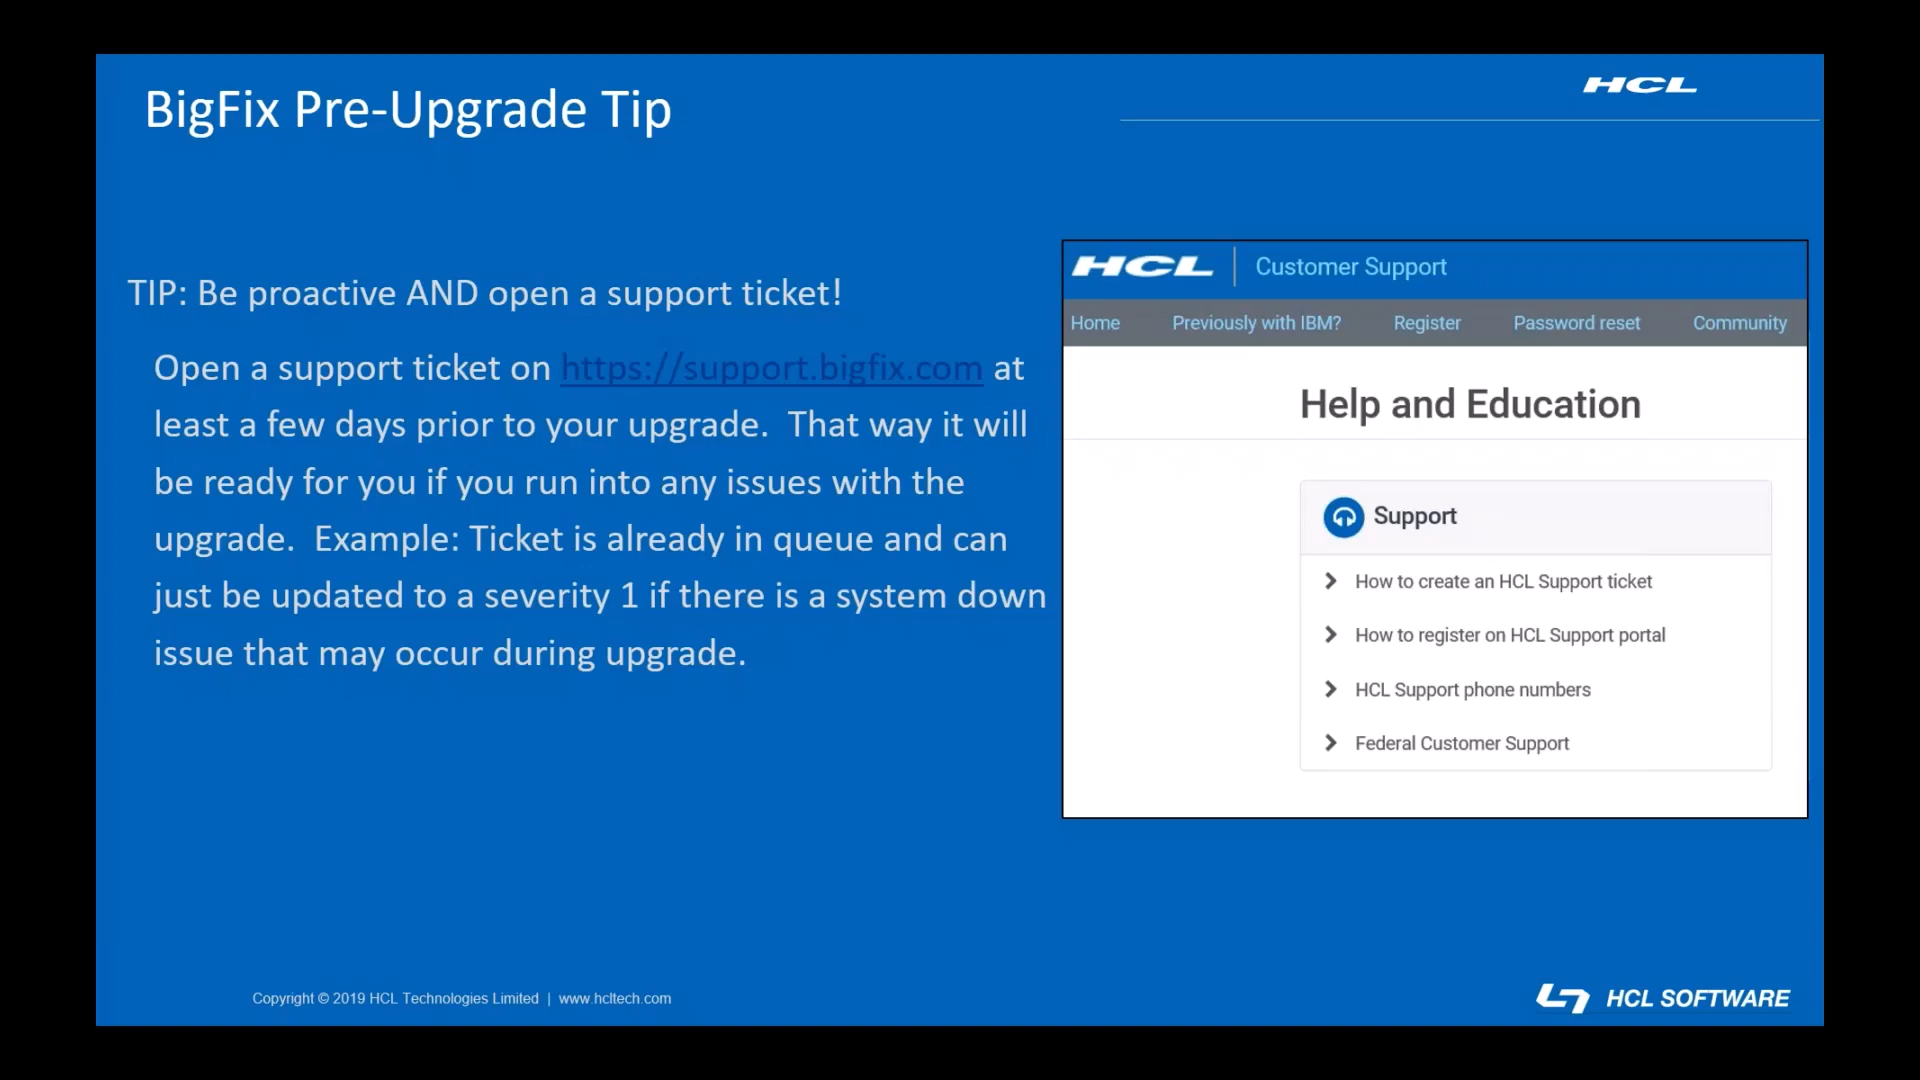 BigFix Pre-Upgrade Tip
HCL
TIP: Be proactive AND open a support ticket!
Open a support ticket on https://support.bigfix.com at
least a few days prior to your upgrade.  That way it will
be ready for you if you run into any issues with the
upgrade.  Example: Ticket is already in queue and can
just be updated to a severity 1 if there is a system down
issue that may occur during upgrade.
HCL | Customer Support
Home Previously with IBM? Register Password reset Community
Help and Education
Support
How to create an HCL Support ticket
How to register on HCL Support portal
HCL Support phone numbers
Federal Customer Support
Copyright © 2019 HCL Technologies Limited | www.hcltech.com
HCL SOFTWARE